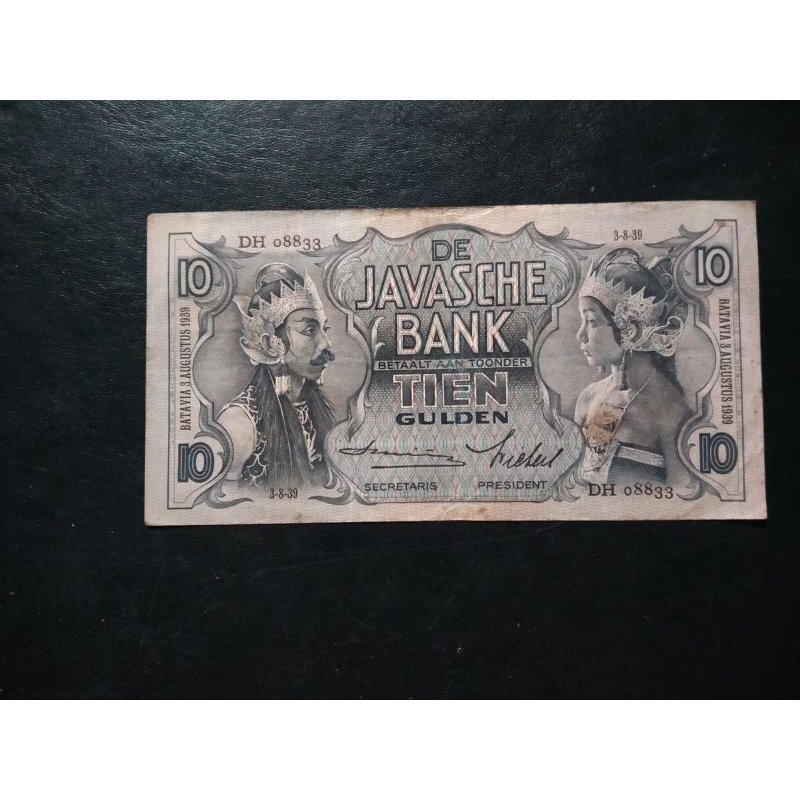 DH 08833
3-8-39
10
10
BATAVIA 3 AUGUSTUS 1939
BATAVIA 3 AUGUSTUS 1939
DE
JAVASCHE
BANK
BETAALT AAN TOONDER
TIEN
GULDEN
10
10
SECRETARIS PRESIDENT
3-8-39
DH 08833